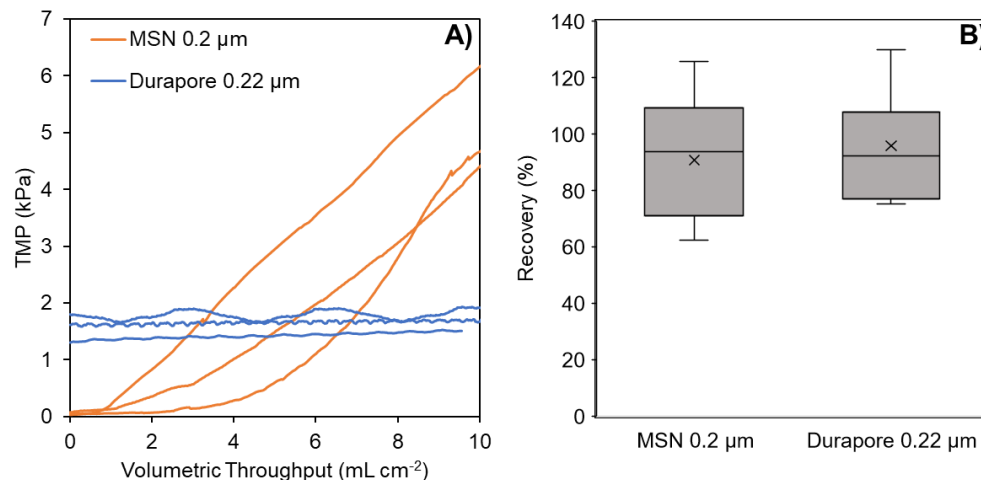 A)
MSN 0.2 µm
Durapore 0.22 µm
7
6
5
4
3
2
1
0
TMP (kPa)
0 2 4 6 8 10
Volumetric Throughput (mL cm⁻²)
B)
140
120
100
80
60
40
20
0
Recovery (%)
MSN 0.2 µm Durapore 0.22 µm